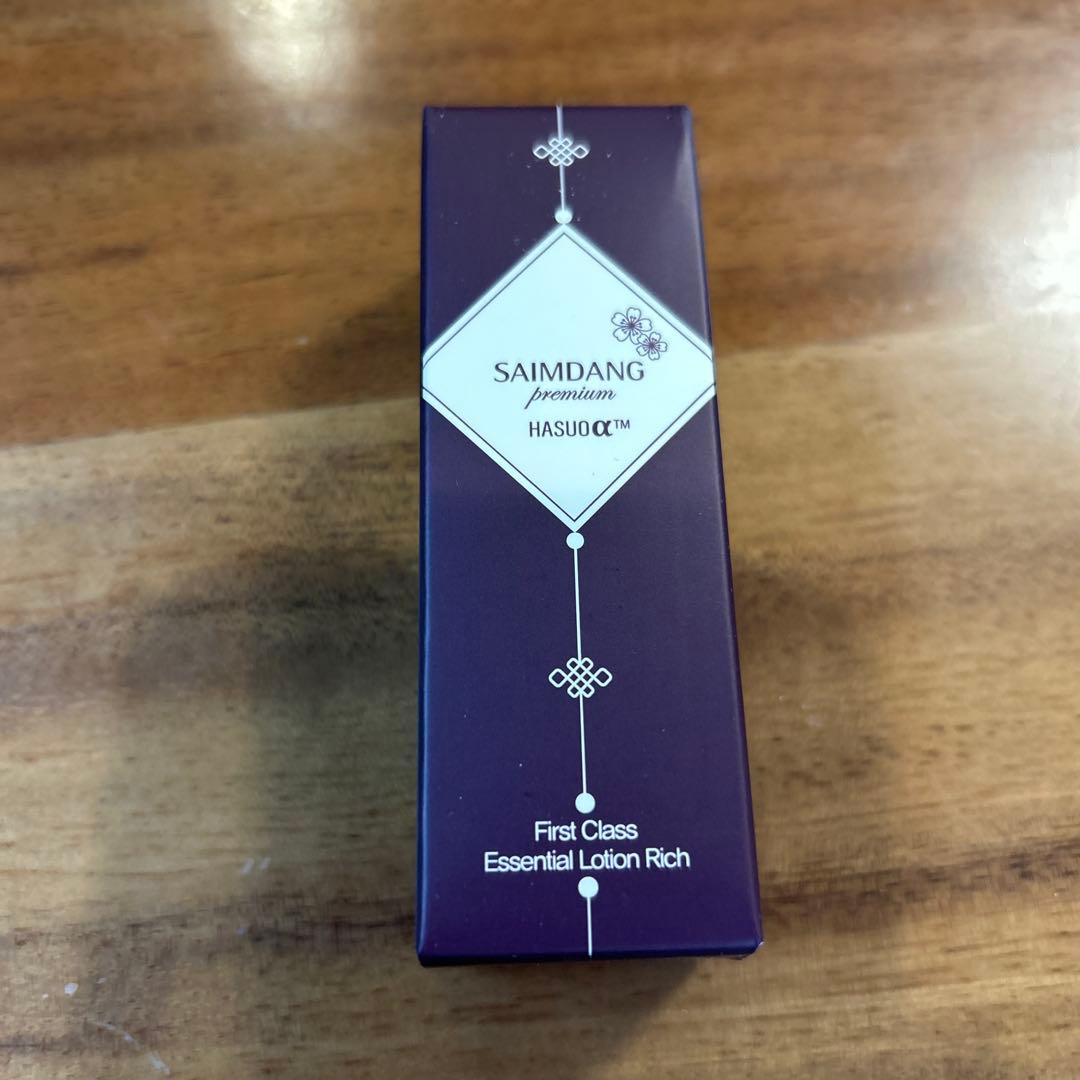 SAIMDANG
premium
HASUOα™
First Class
Essential Lotion Rich